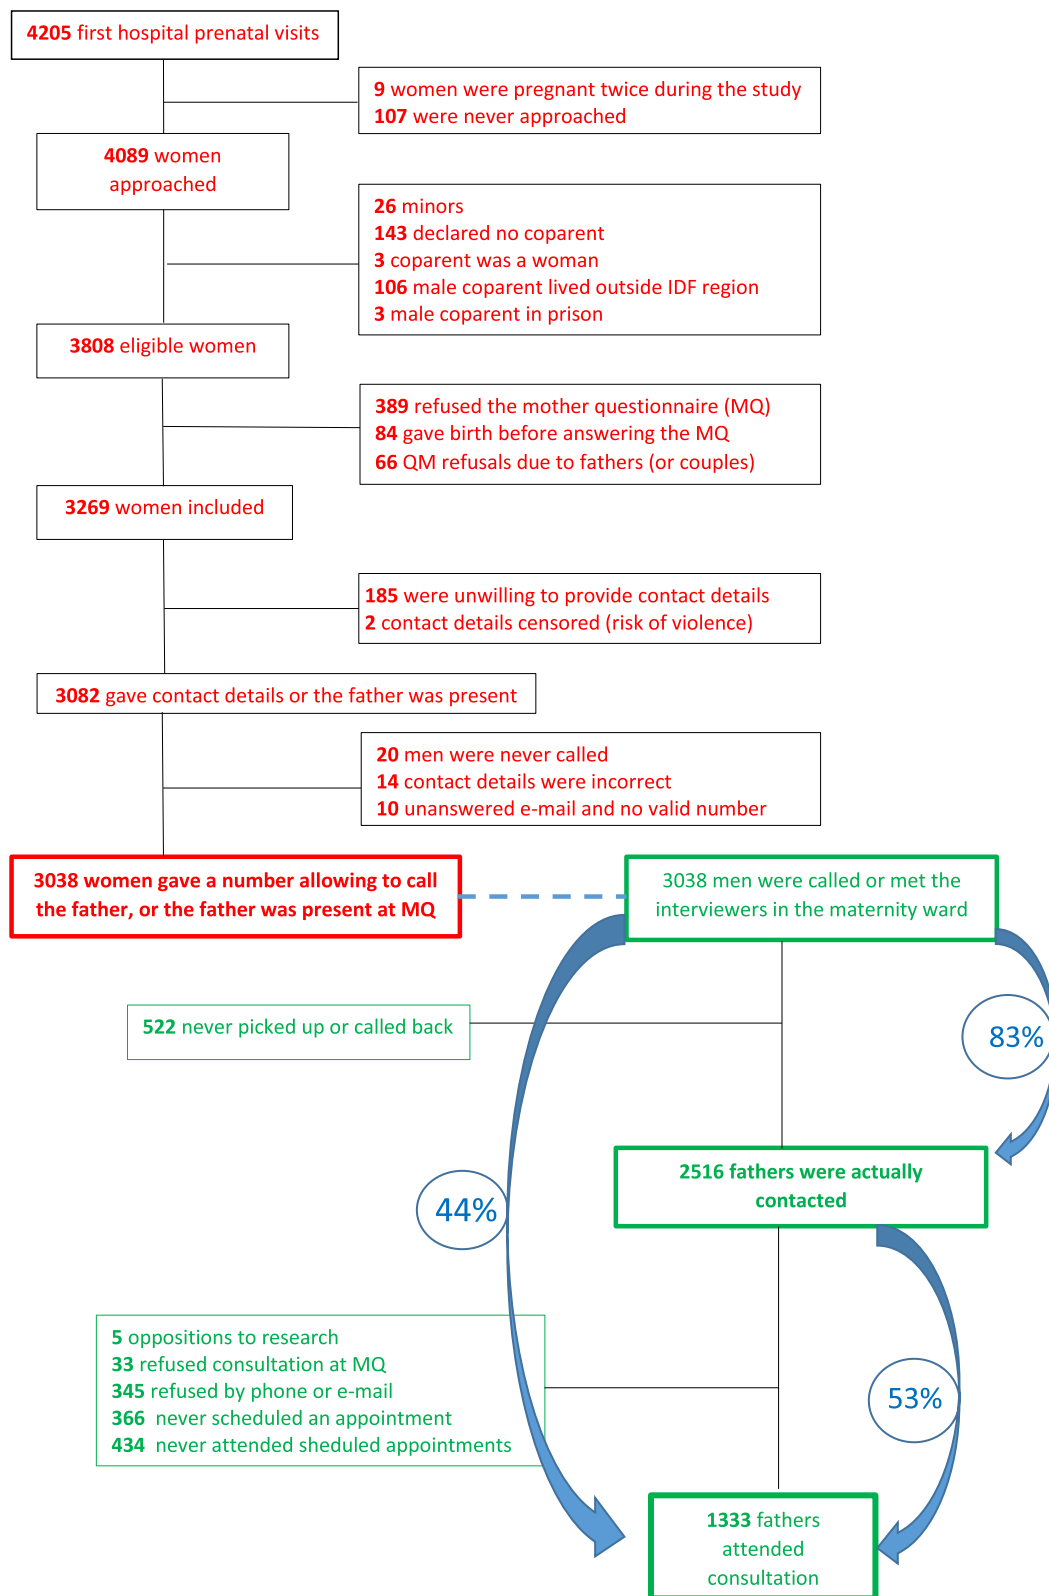 4205 first hospital prenatal visits
9 women were pregnant twice during the study
107 were never approached
4089 women
approached
26 minors
143 declared no coparent
3 coparent was a woman
106 male coparent lived outside IDF region
3 male coparent in prison
3808 eligible women
389 refused the mother questionnaire (MQ)
84 gave birth before answering the MQ
66 QM refusals due to fathers (or couples)
3269 women included
185 were unwilling to provide contact details
2 contact details censored (risk of violence)
3082 gave contact details or the father was present
20 men were never called
14 contact details were incorrect
10 unanswered e-mail and no valid number
3038 women gave a number allowing to call
the father, or the father was present at MQ
3038 men were called or met the
interviewers in the maternity ward
522 never picked up or called back
83%
2516 fathers were actually
contacted
44%
5 oppositions to research
33 refused consultation at MQ
345 refused by phone or e-mail
366 never scheduled an appointment
434 never attended sheduled appointments
53%
1333 fathers
attended
consultation